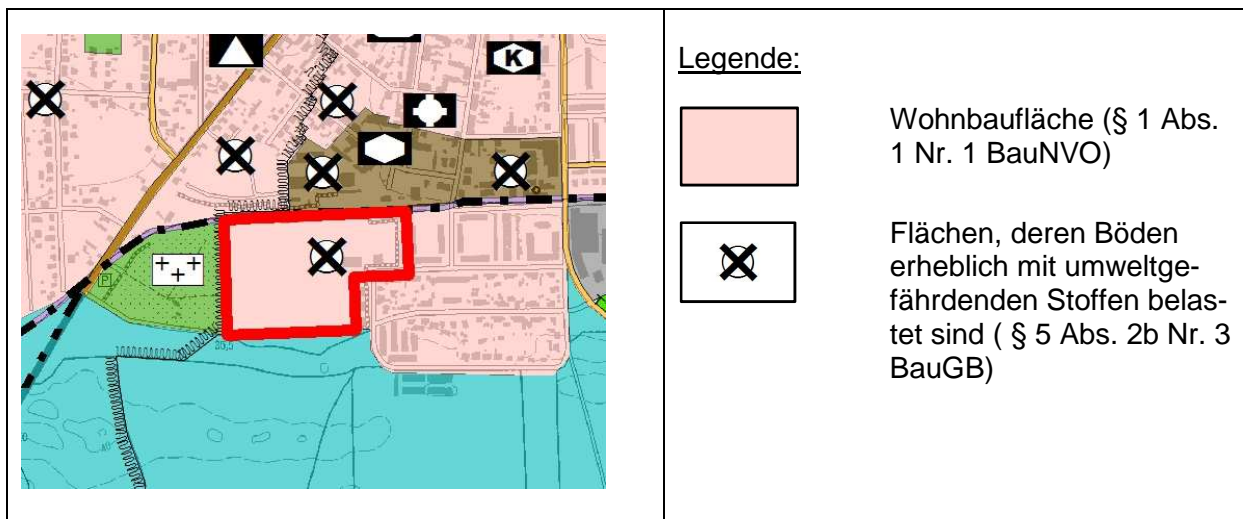 K
P
Legende:
Wohnbaufläche (§ 1 Abs.
1 Nr. 1 BauNVO)
Flächen, deren Böden
erheblich mit umweltge-
fährdenden Stoffen belas-
tet sind ( § 5 Abs. 2b Nr. 3
BauGB)